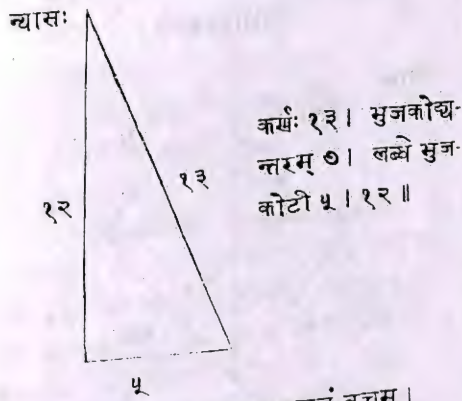 न्यासः
कर्णः १३। भुजकोट्य-
न्तरम् ७। लब्धे भुज-
कोटी ५। १२॥
१३
१२
५